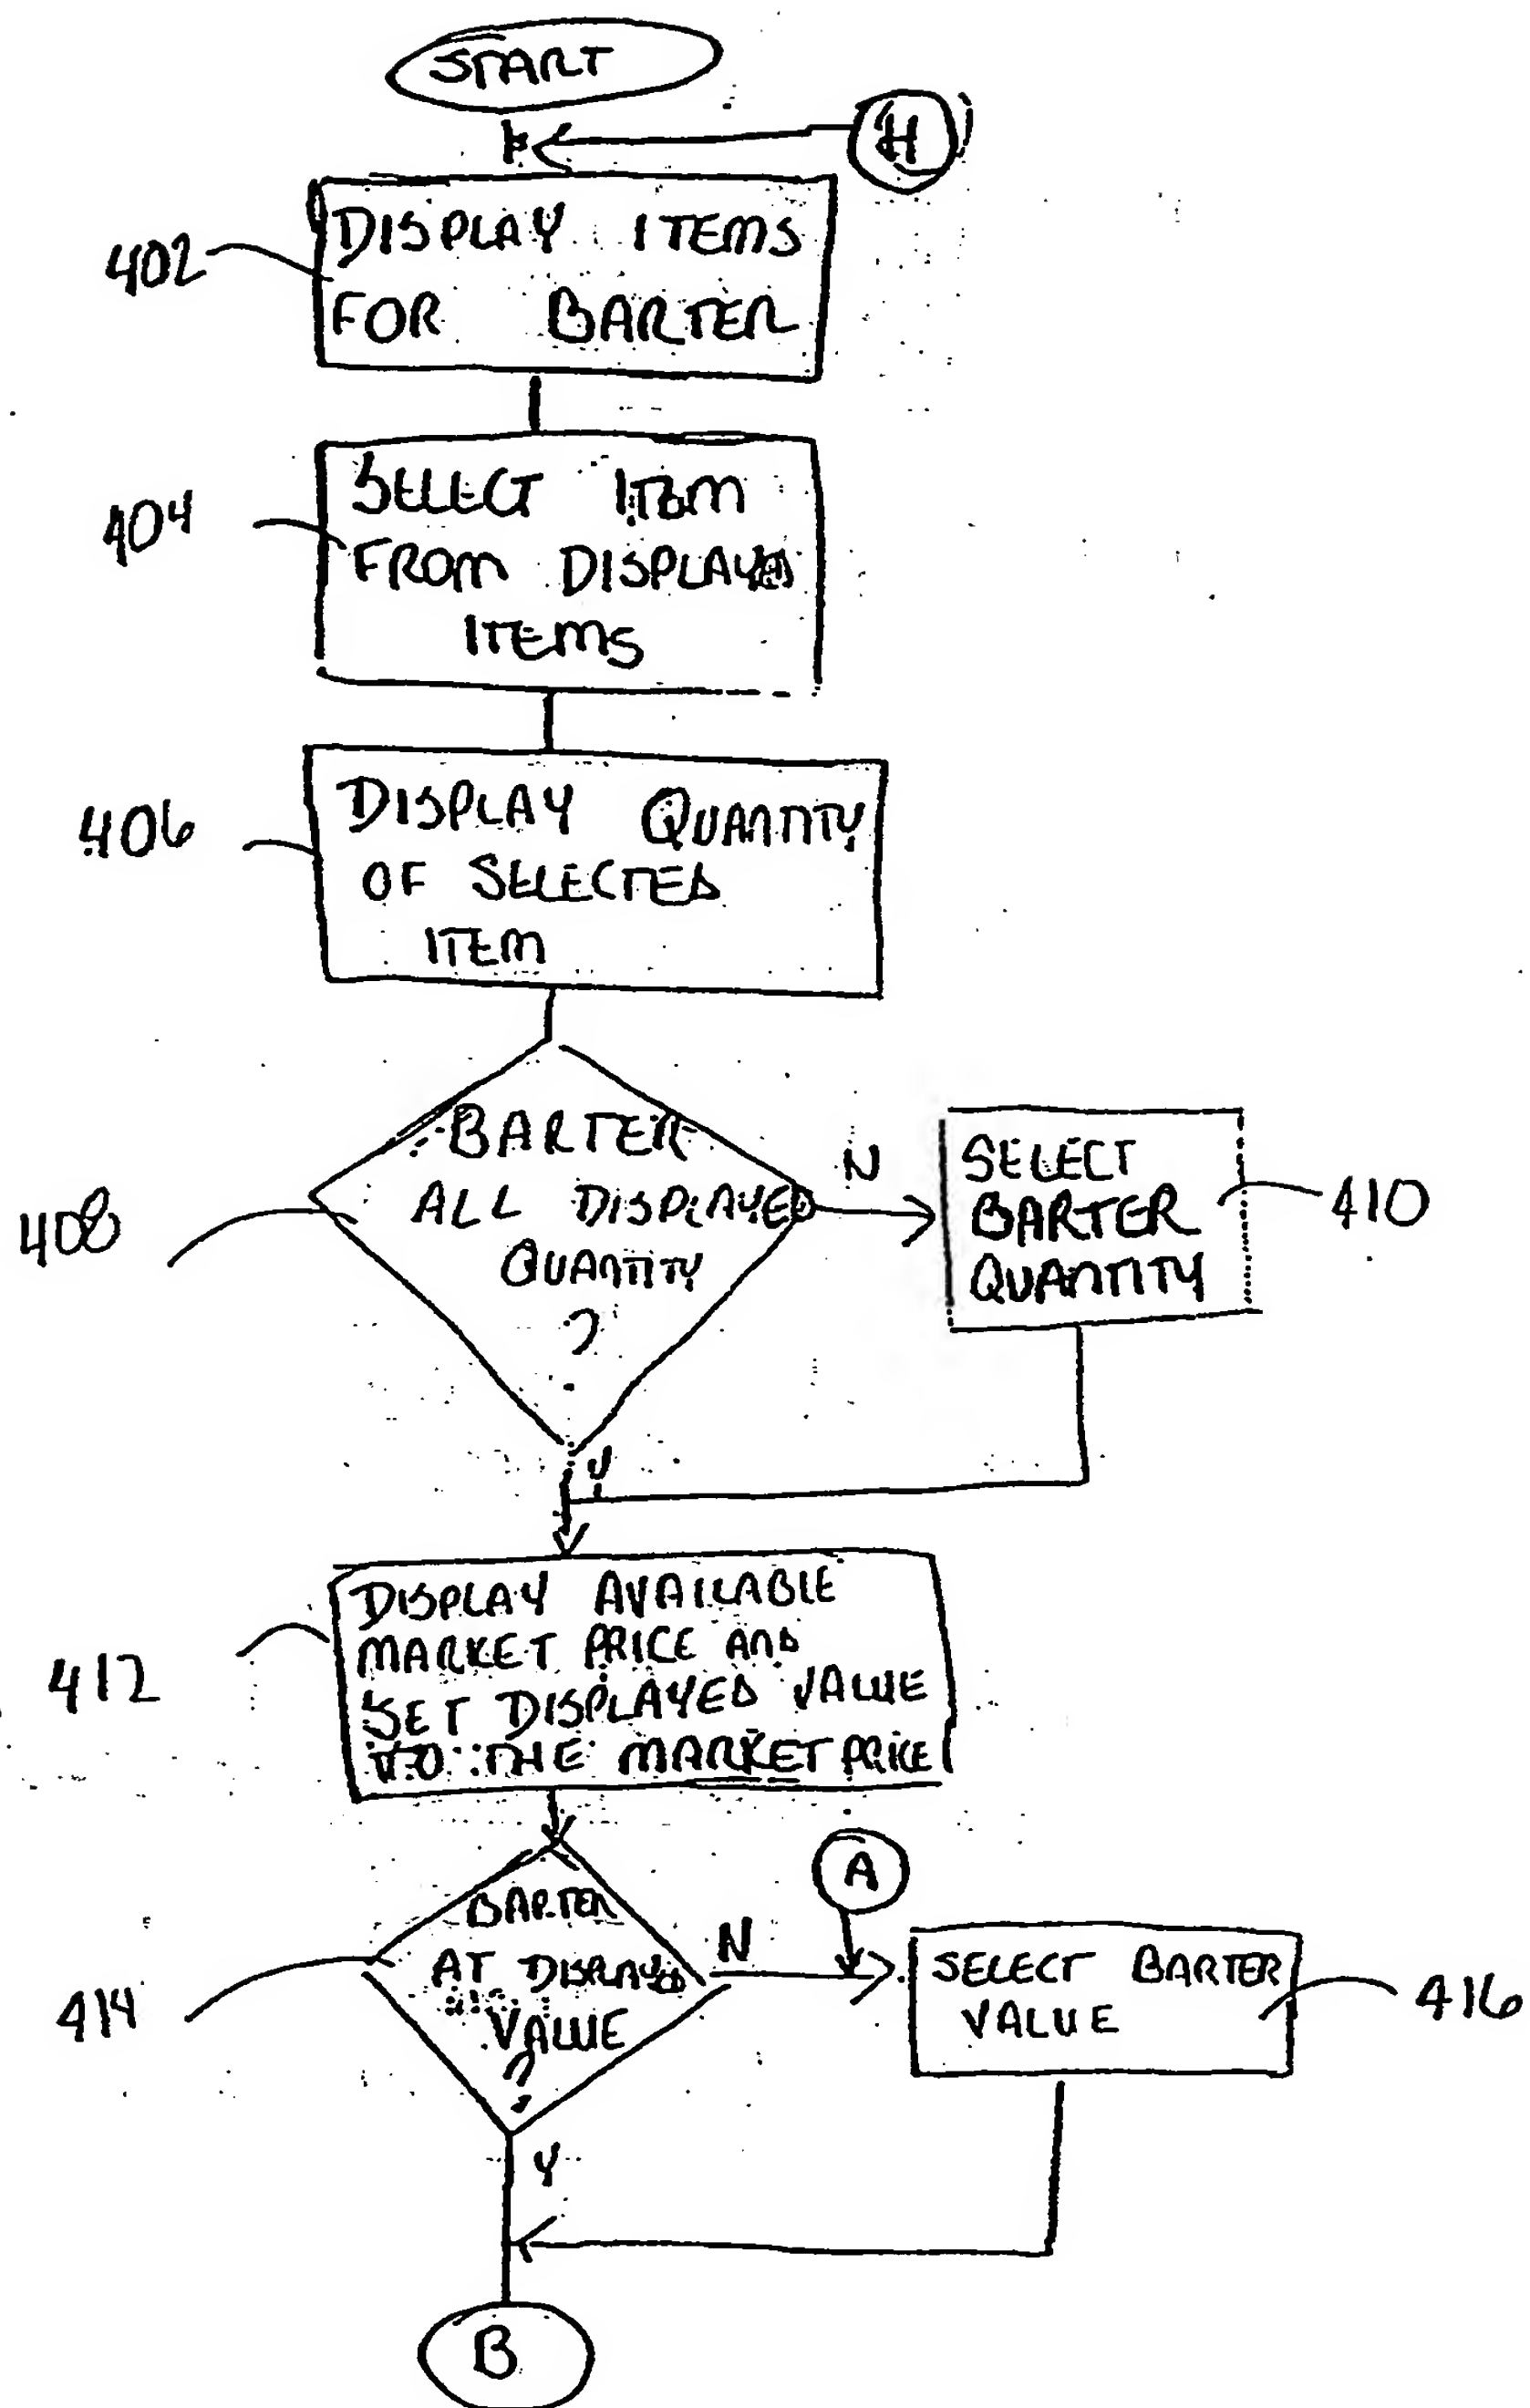 START
H
402
DISPLAY ITEMS
FOR BARTER
404
SELECT ITEM
FROM DISPLAYED
ITEMS
406
DISPLAY QUANTITY
OF SELECTED
ITEM
408
BARTER
ALL DISPLAYED
QUANTITY
?
N
Y
SELECT
BARTER
QUANTITY
410
412
DISPLAY AVAILABLE
MARKET PRICE AND
SET DISPLAYED VALUE
TO THE MARKET PRICE
414
BARTER
AT DISPLAYED
VALUE
?
N
Y
A
SELECT BARTER
VALUE
416
B